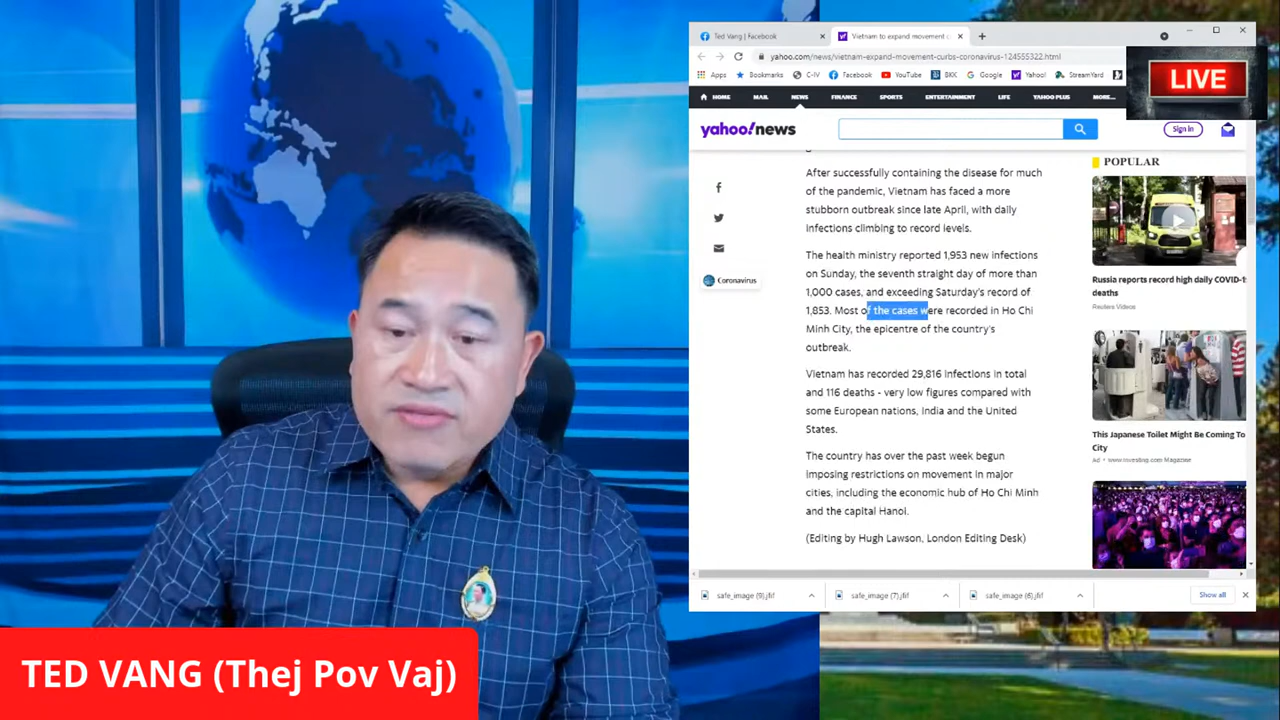 Ted Vang | Facebook
Vietnam to expand movement c
yahoo.com/news/vietnam-expand-movement-curbs-coronavirus-124555322.html
Apps
Bookmarks
C-IV
Facebook
YouTube
BKK
Google
Yahoo!
StreamYard
LIVE
HOME
MAIL
NEWS
FINANCE
SPORTS
ENTERTAINMENT
LIFE
YAHOO PLUS
MORE...
yahoo!news
Sign in
After successfully containing the disease for much
of the pandemic, Vietnam has faced a more
stubborn outbreak since late April, with daily
infections climbing to record levels.
The health ministry reported 1,953 new infections
on Sunday, the seventh straight day of more than
1,000 cases, and exceeding Saturday's record of
1,853. Most of the cases were recorded in Ho Chi
Minh City, the epicentre of the country's
outbreak.
Vietnam has recorded 29,816 infections in total
and 116 deaths - very low figures compared with
some European nations, India and the United
States.
The country has over the past week begun
imposing restrictions on movement in major
cities, including the economic hub of Ho Chi Minh
and the capital Hanoi.
(Editing by Hugh Lawson, London Editing Desk)
Coronavirus
POPULAR
Russia reports record high daily COVID-1
deaths
Reuters Videos
This Japanese Toilet Might Be Coming To
City
Ad • www.investing.com Magazine
safe_image (9).jfif
safe_image (7).jfif
safe_image (6).jfif
Show all
TED VANG (Thej Pov Vaj)